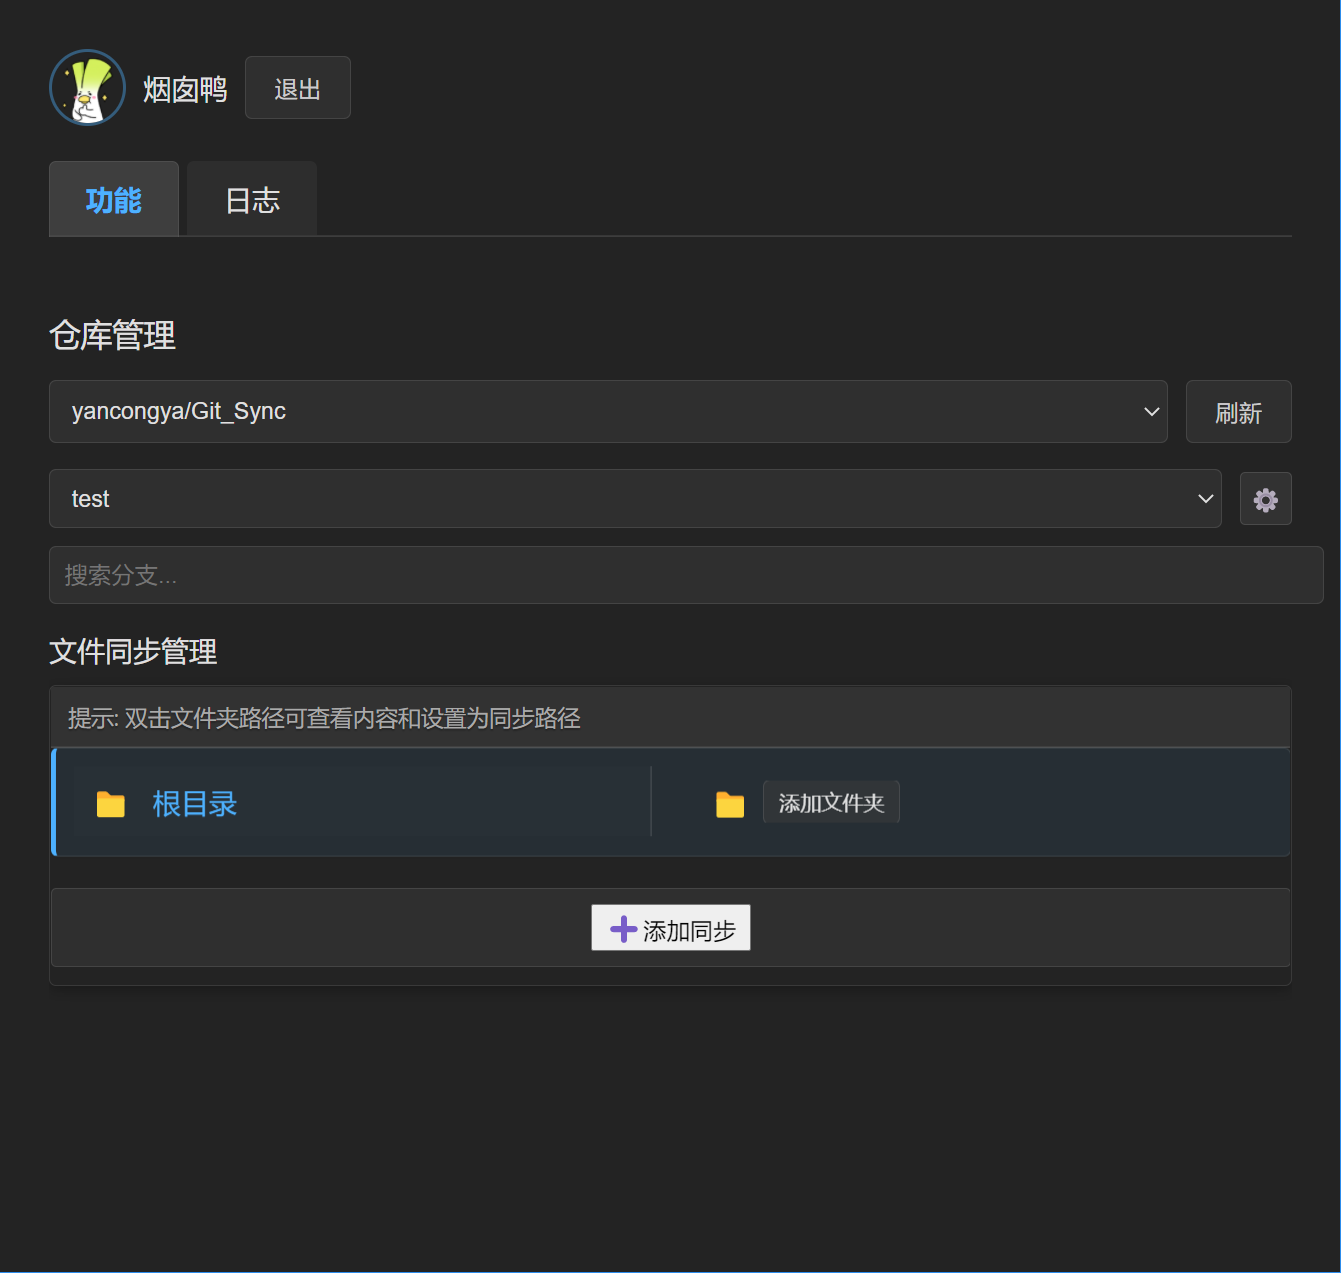 烟囱鸭
退出
功能
日志
仓库管理
yancongya/Git_Sync
刷新
test
搜索分支...
文件同步管理
提示: 双击文件夹路径可查看内容和设置为同步路径
根目录
添加文件夹
添加同步